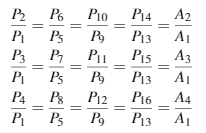 P₂/P₁ = P₆/P₅ = P₁₀/P₉ = P₁₄/P₁₃ = A₂/A₁
P₃/P₁ = P₇/P₅ = P₁₁/P₉ = P₁₅/P₁₃ = A₃/A₁
P₄/P₁ = P₈/P₅ = P₁₂/P₉ = P₁₆/P₁₃ = A₄/A₁